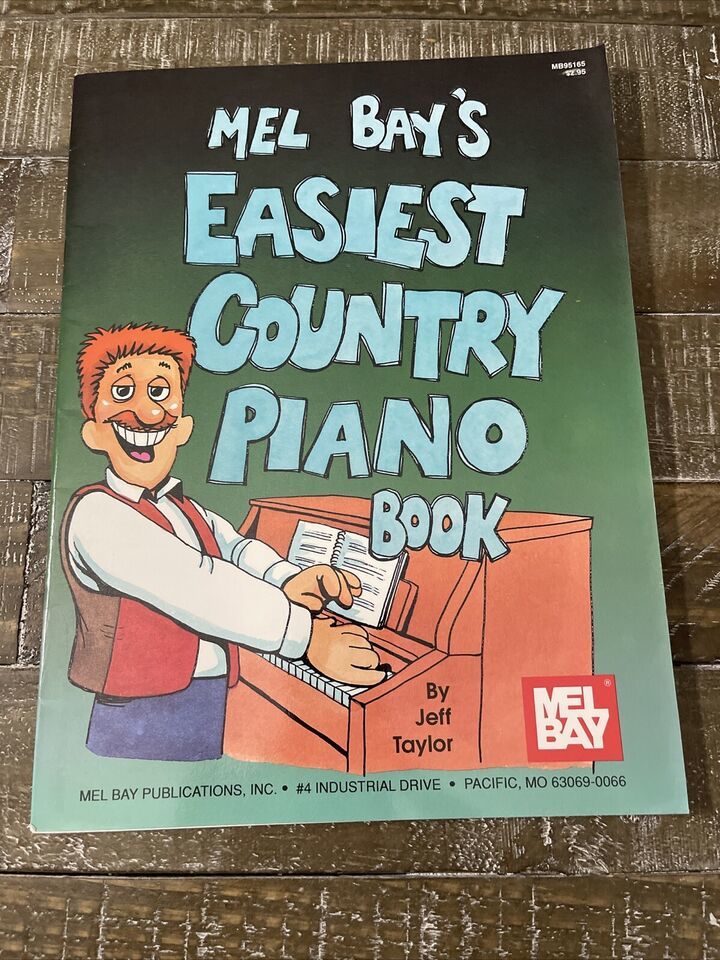 MB95165
$2.95
MEL BAY'S
EASIEST
COUNTRY
PIANO
BOOK
By
Jeff
Taylor
MEL
BAY®
MEL BAY PUBLICATIONS, INC. • #4 INDUSTRIAL DRIVE • PACIFIC, MO 63069-0066